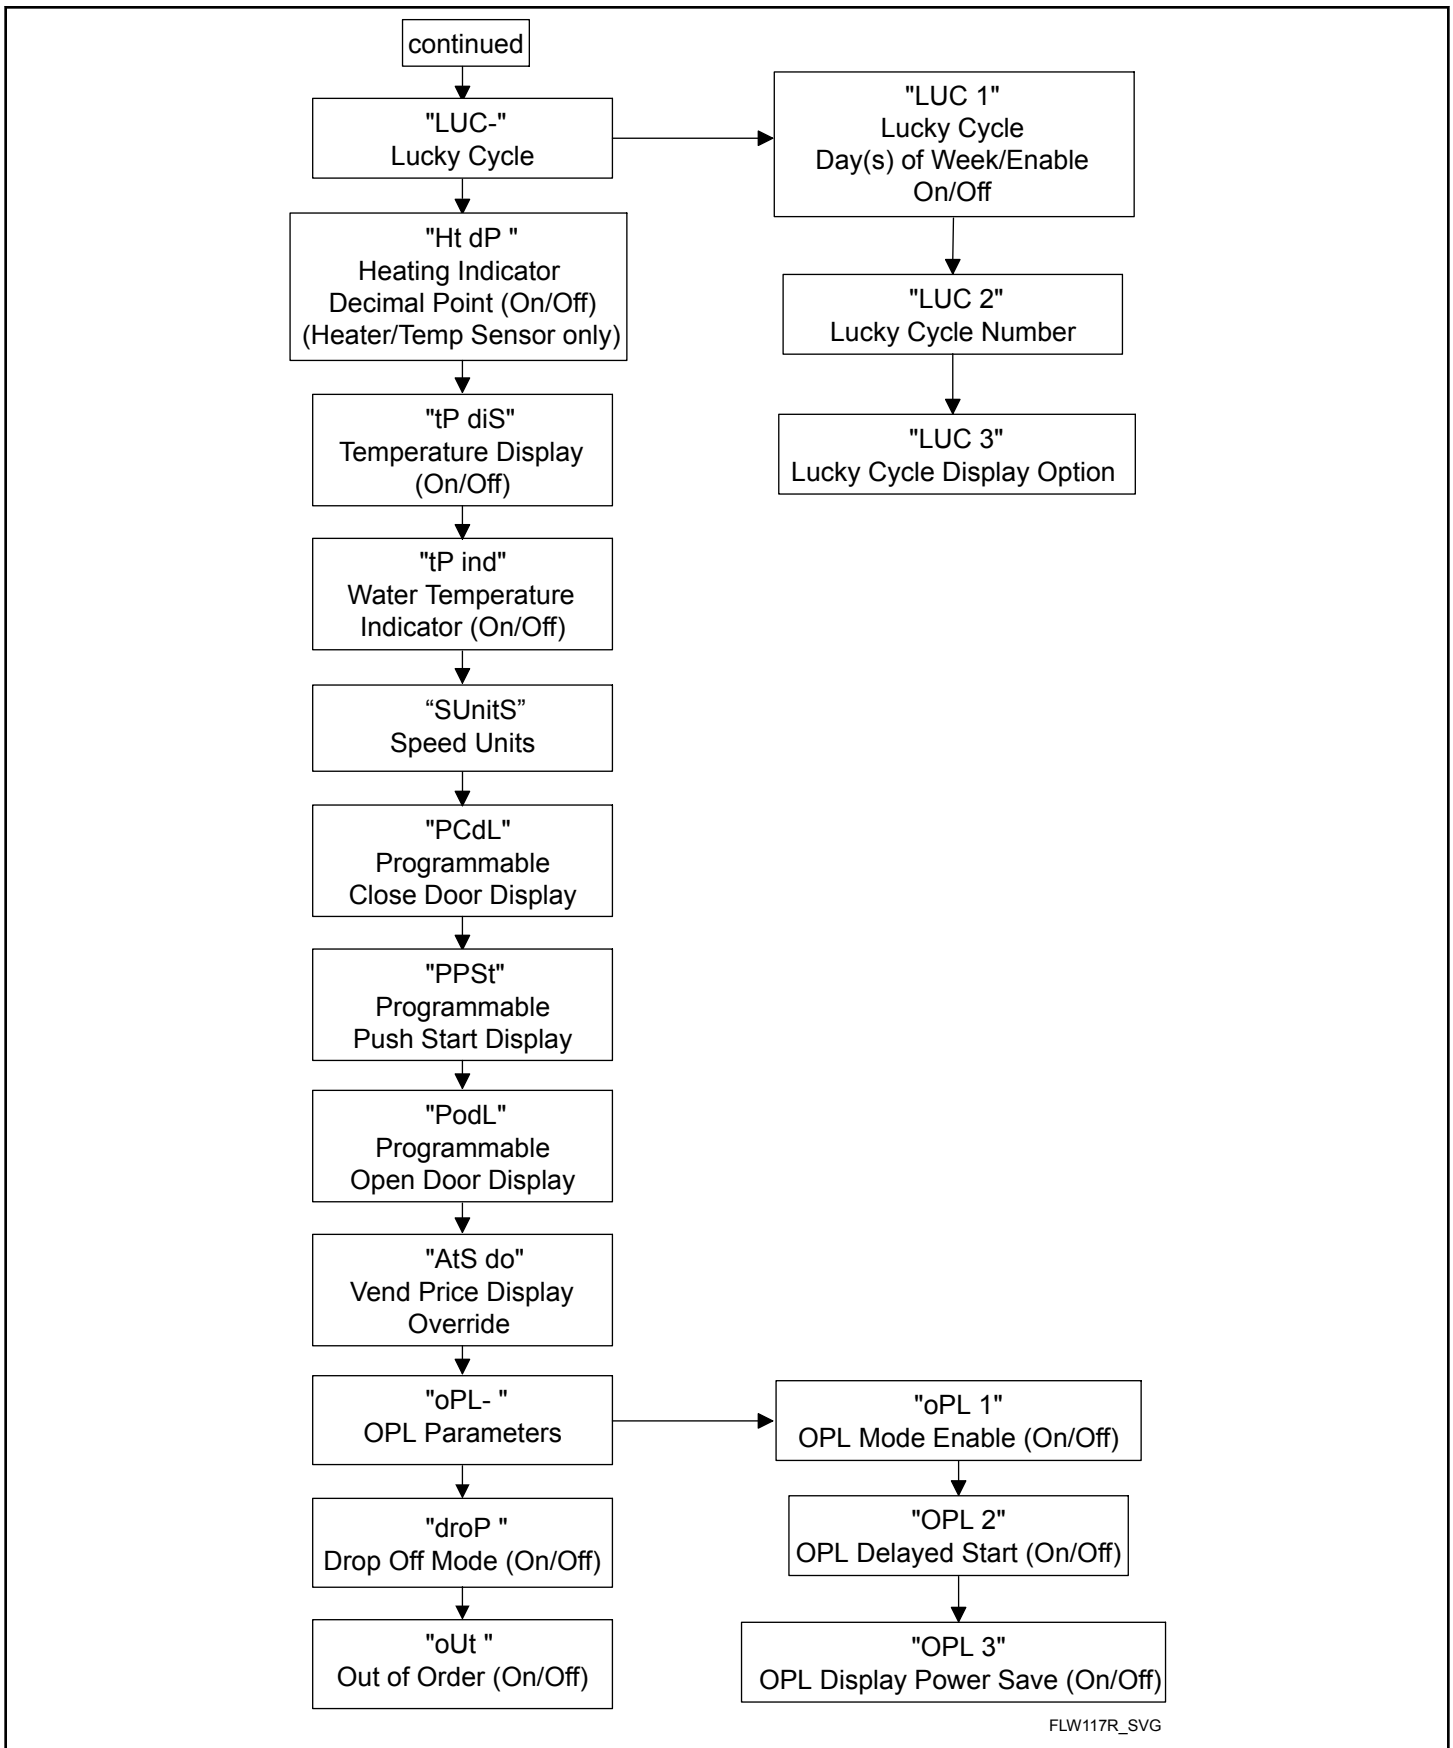 continued
"LUC-"
Lucky Cycle
"LUC 1"
Lucky Cycle
Day(s) of Week/Enable
On/Off
"LUC 2"
Lucky Cycle Number
"LUC 3"
Lucky Cycle Display Option
"Ht dP "
Heating Indicator
Decimal Point (On/Off)
(Heater/Temp Sensor only)
"tP diS"
Temperature Display
(On/Off)
"tP ind"
Water Temperature
Indicator (On/Off)
“SUnitS”
Speed Units
"PCdL"
Programmable
Close Door Display
"PPSt"
Programmable
Push Start Display
"PodL"
Programmable
Open Door Display
"AtS do"
Vend Price Display
Override
"oPL- "
OPL Parameters
"oPL 1"
OPL Mode Enable (On/Off)
"OPL 2"
OPL Delayed Start (On/Off)
"OPL 3"
OPL Display Power Save (On/Off)
"droP "
Drop Off Mode (On/Off)
"oUt "
Out of Order (On/Off)
FLW117R_SVG